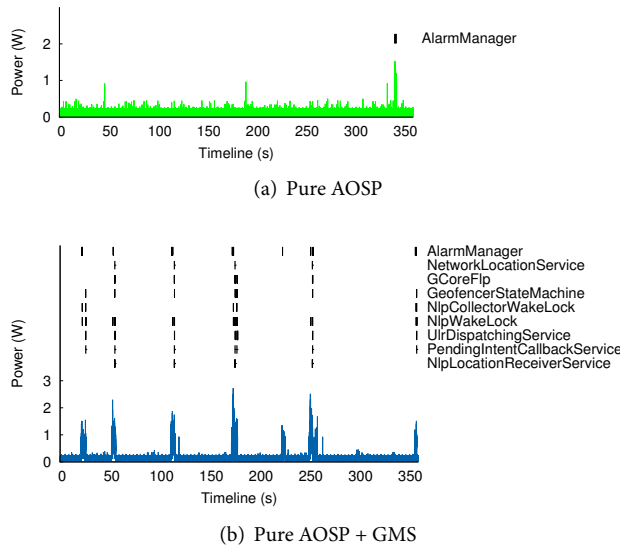 2
1
0
Power (W)
AlarmManager
0 50 100 150 200 250 300 350
Timeline (s)
(a) Pure AOSP
AlarmManager
NetworkLocationService
GCoreFlp
GeofencerStateMachine
NlpCollectorWakeLock
NlpWakeLock
UlrDispatchingService
PendingIntentCallbackService
NlpLocationReceiverService
Power (W)
3
2
1
0
0 50 100 150 200 250 300 350
Timeline (s)
(b) Pure AOSP + GMS